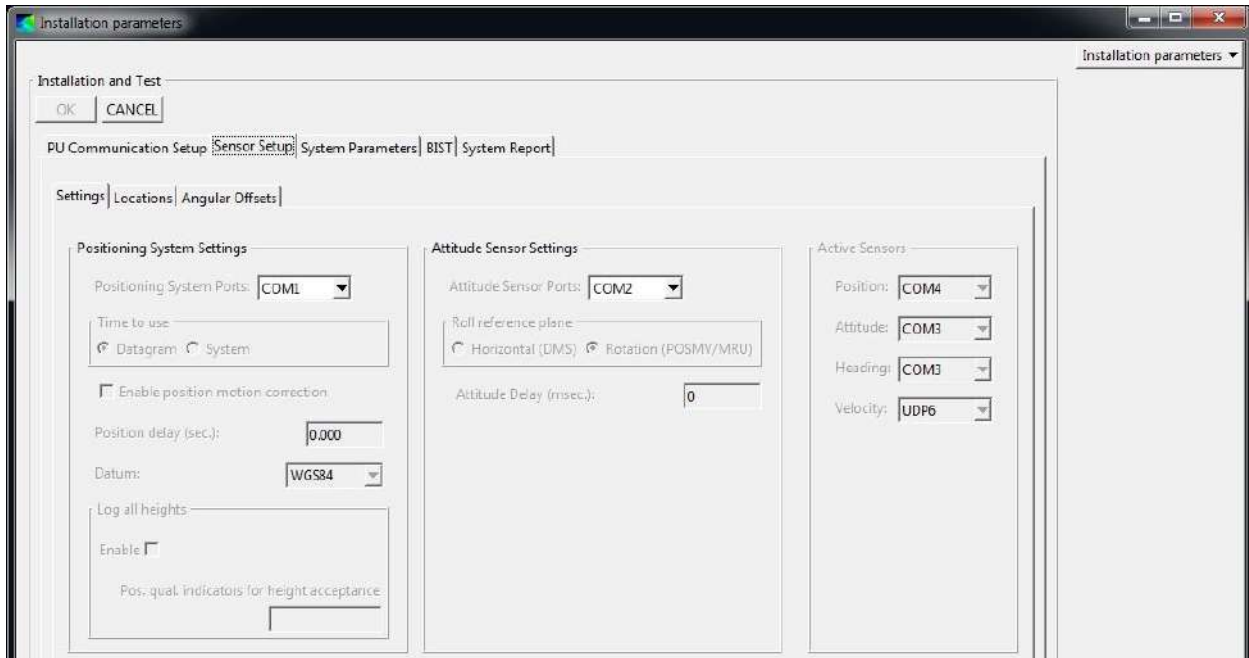 Installation parameters
Installation parameters
Installation and Test
OK CANCEL
PU Communication Setup Sensor Setup System Parameters BIST System Report
Settings Locations Angular Offsets
Positioning System Settings
Positioning System Ports: COM1
Time to use
Datagram System
Enable position motion correction
Position delay (sec.): 0.000
Datum: WGS84
Log all heights
Enable
Pos. qual. indicators for height acceptance
Attitude Sensor Settings
Attitude Sensor Ports: COM2
Roll reference plane
Horizontal (DMS) Rotation (POSMV/MRU)
Attitude Delay (msec.): 0
Active Sensors
Position: COM4
Attitude: COM3
Heading: COM3
Velocity: UDP6